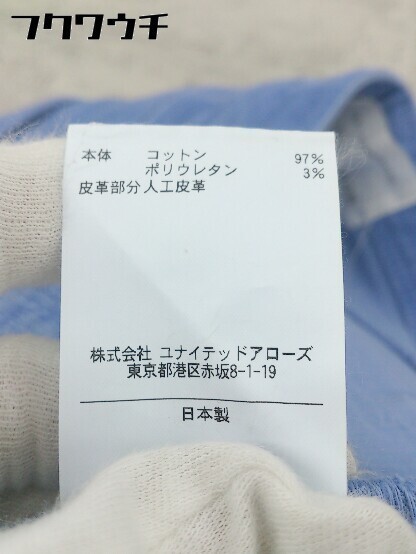 フクワウチ
本体 コットン 97%
ポリウレタン 3%
皮革部分人工皮革
株式会社 ユナイテッドアローズ
東京都港区赤坂8-1-19
日本製